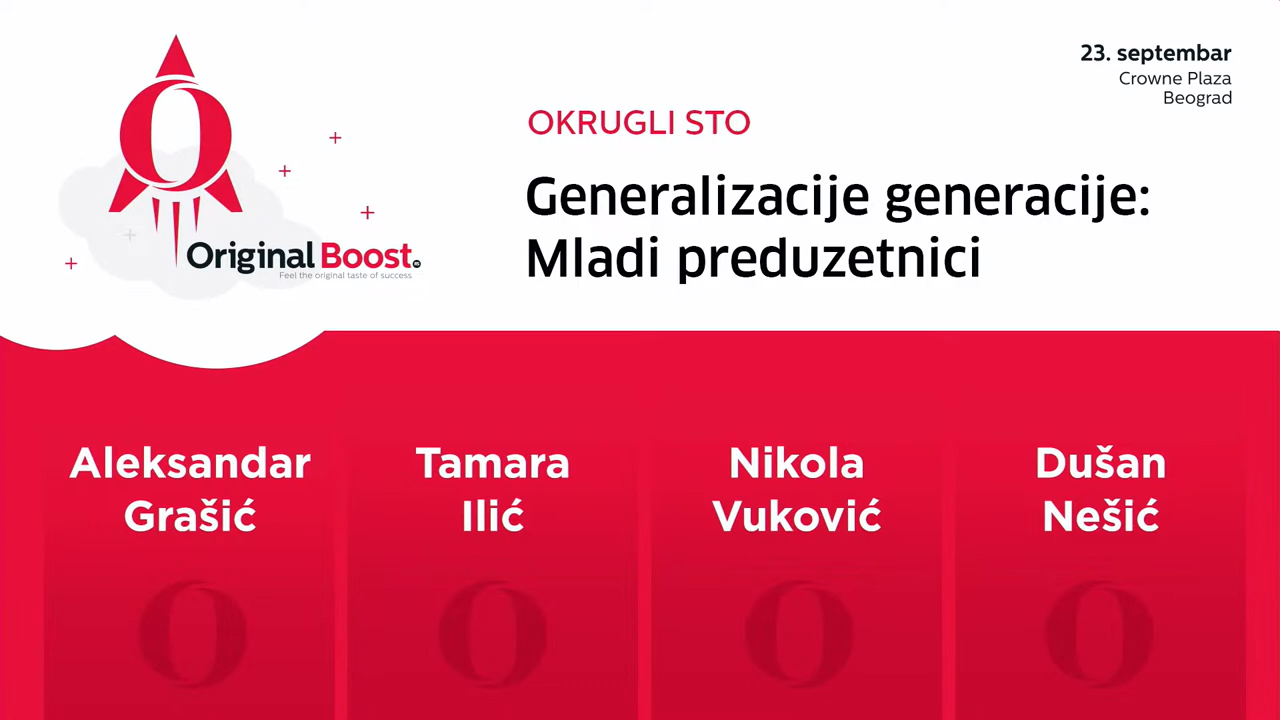 23. septembar
Crowne Plaza
Beograd
OKRUGLI STO
Generalizacije generacije:
Mladi preduzetnici
Original Boost
Feel the original taste of success
Aleksandar
Grašić
Tamara
Ilić
Nikola
Vuković
Dušan
Nešić